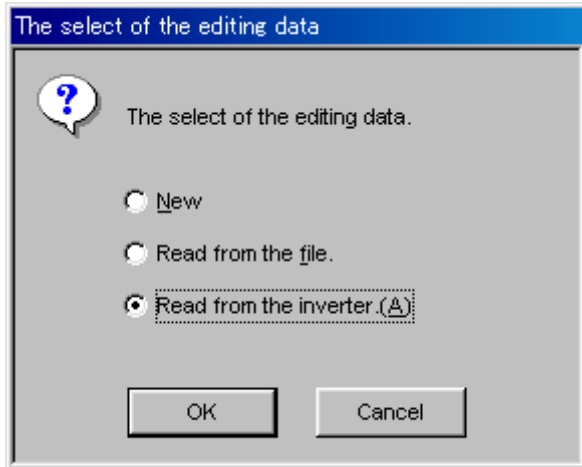 The select of the editing data
?
The select of the editing data.
New
Read from the file.
Read from the inverter.(A)
OK
Cancel